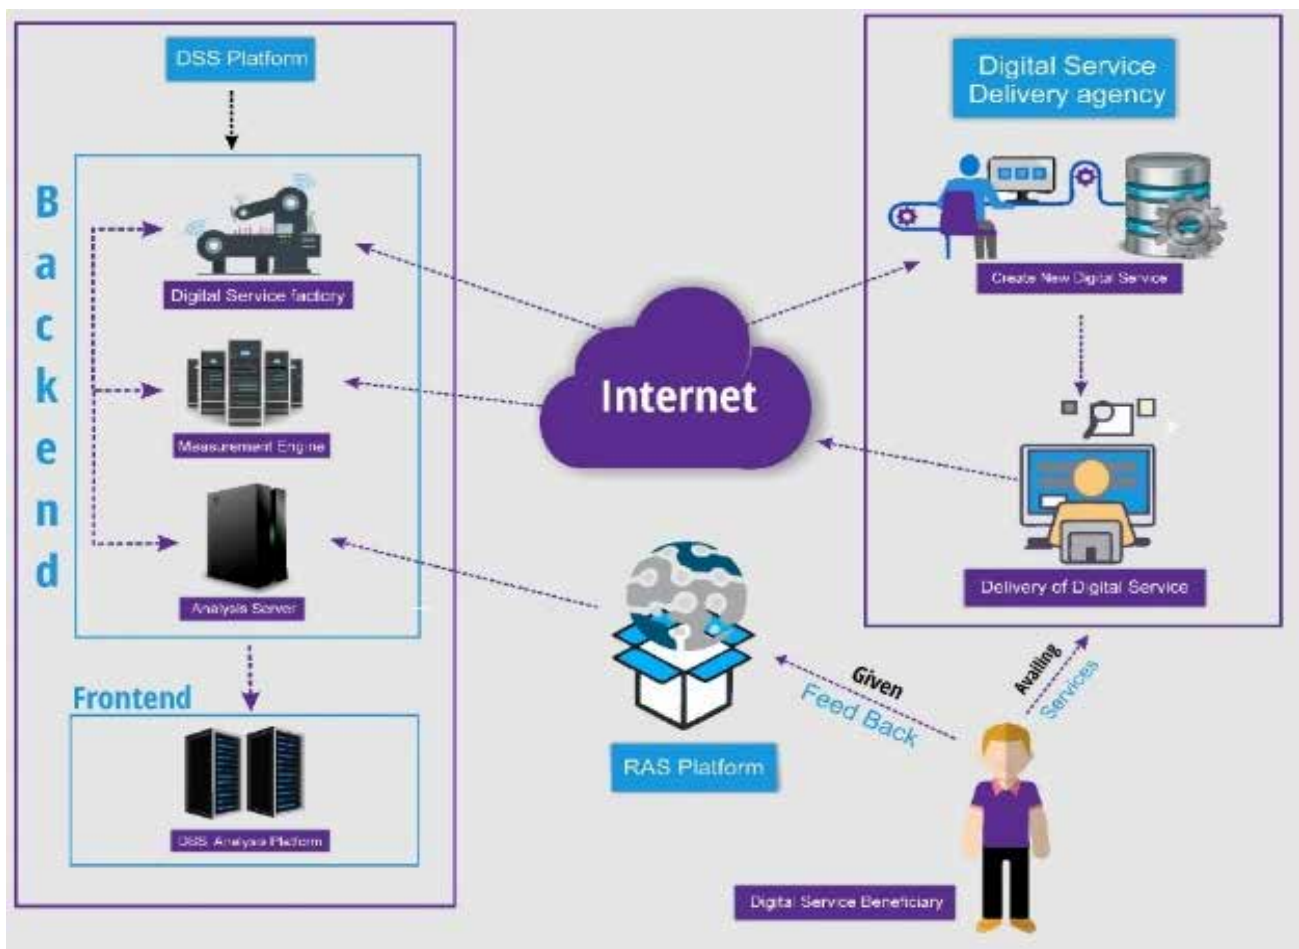 DSS Platform
Backend
Digital Service factory
Measurement Engine
Analysis Server
Frontend
DSS Analysis Platform
Internet
RAS Platform
Given
Feed Back
Availing
Services
Digital Service Beneficiary
Digital Service
Delivery agency
Create New Digital Service
Delivery of Digital Service